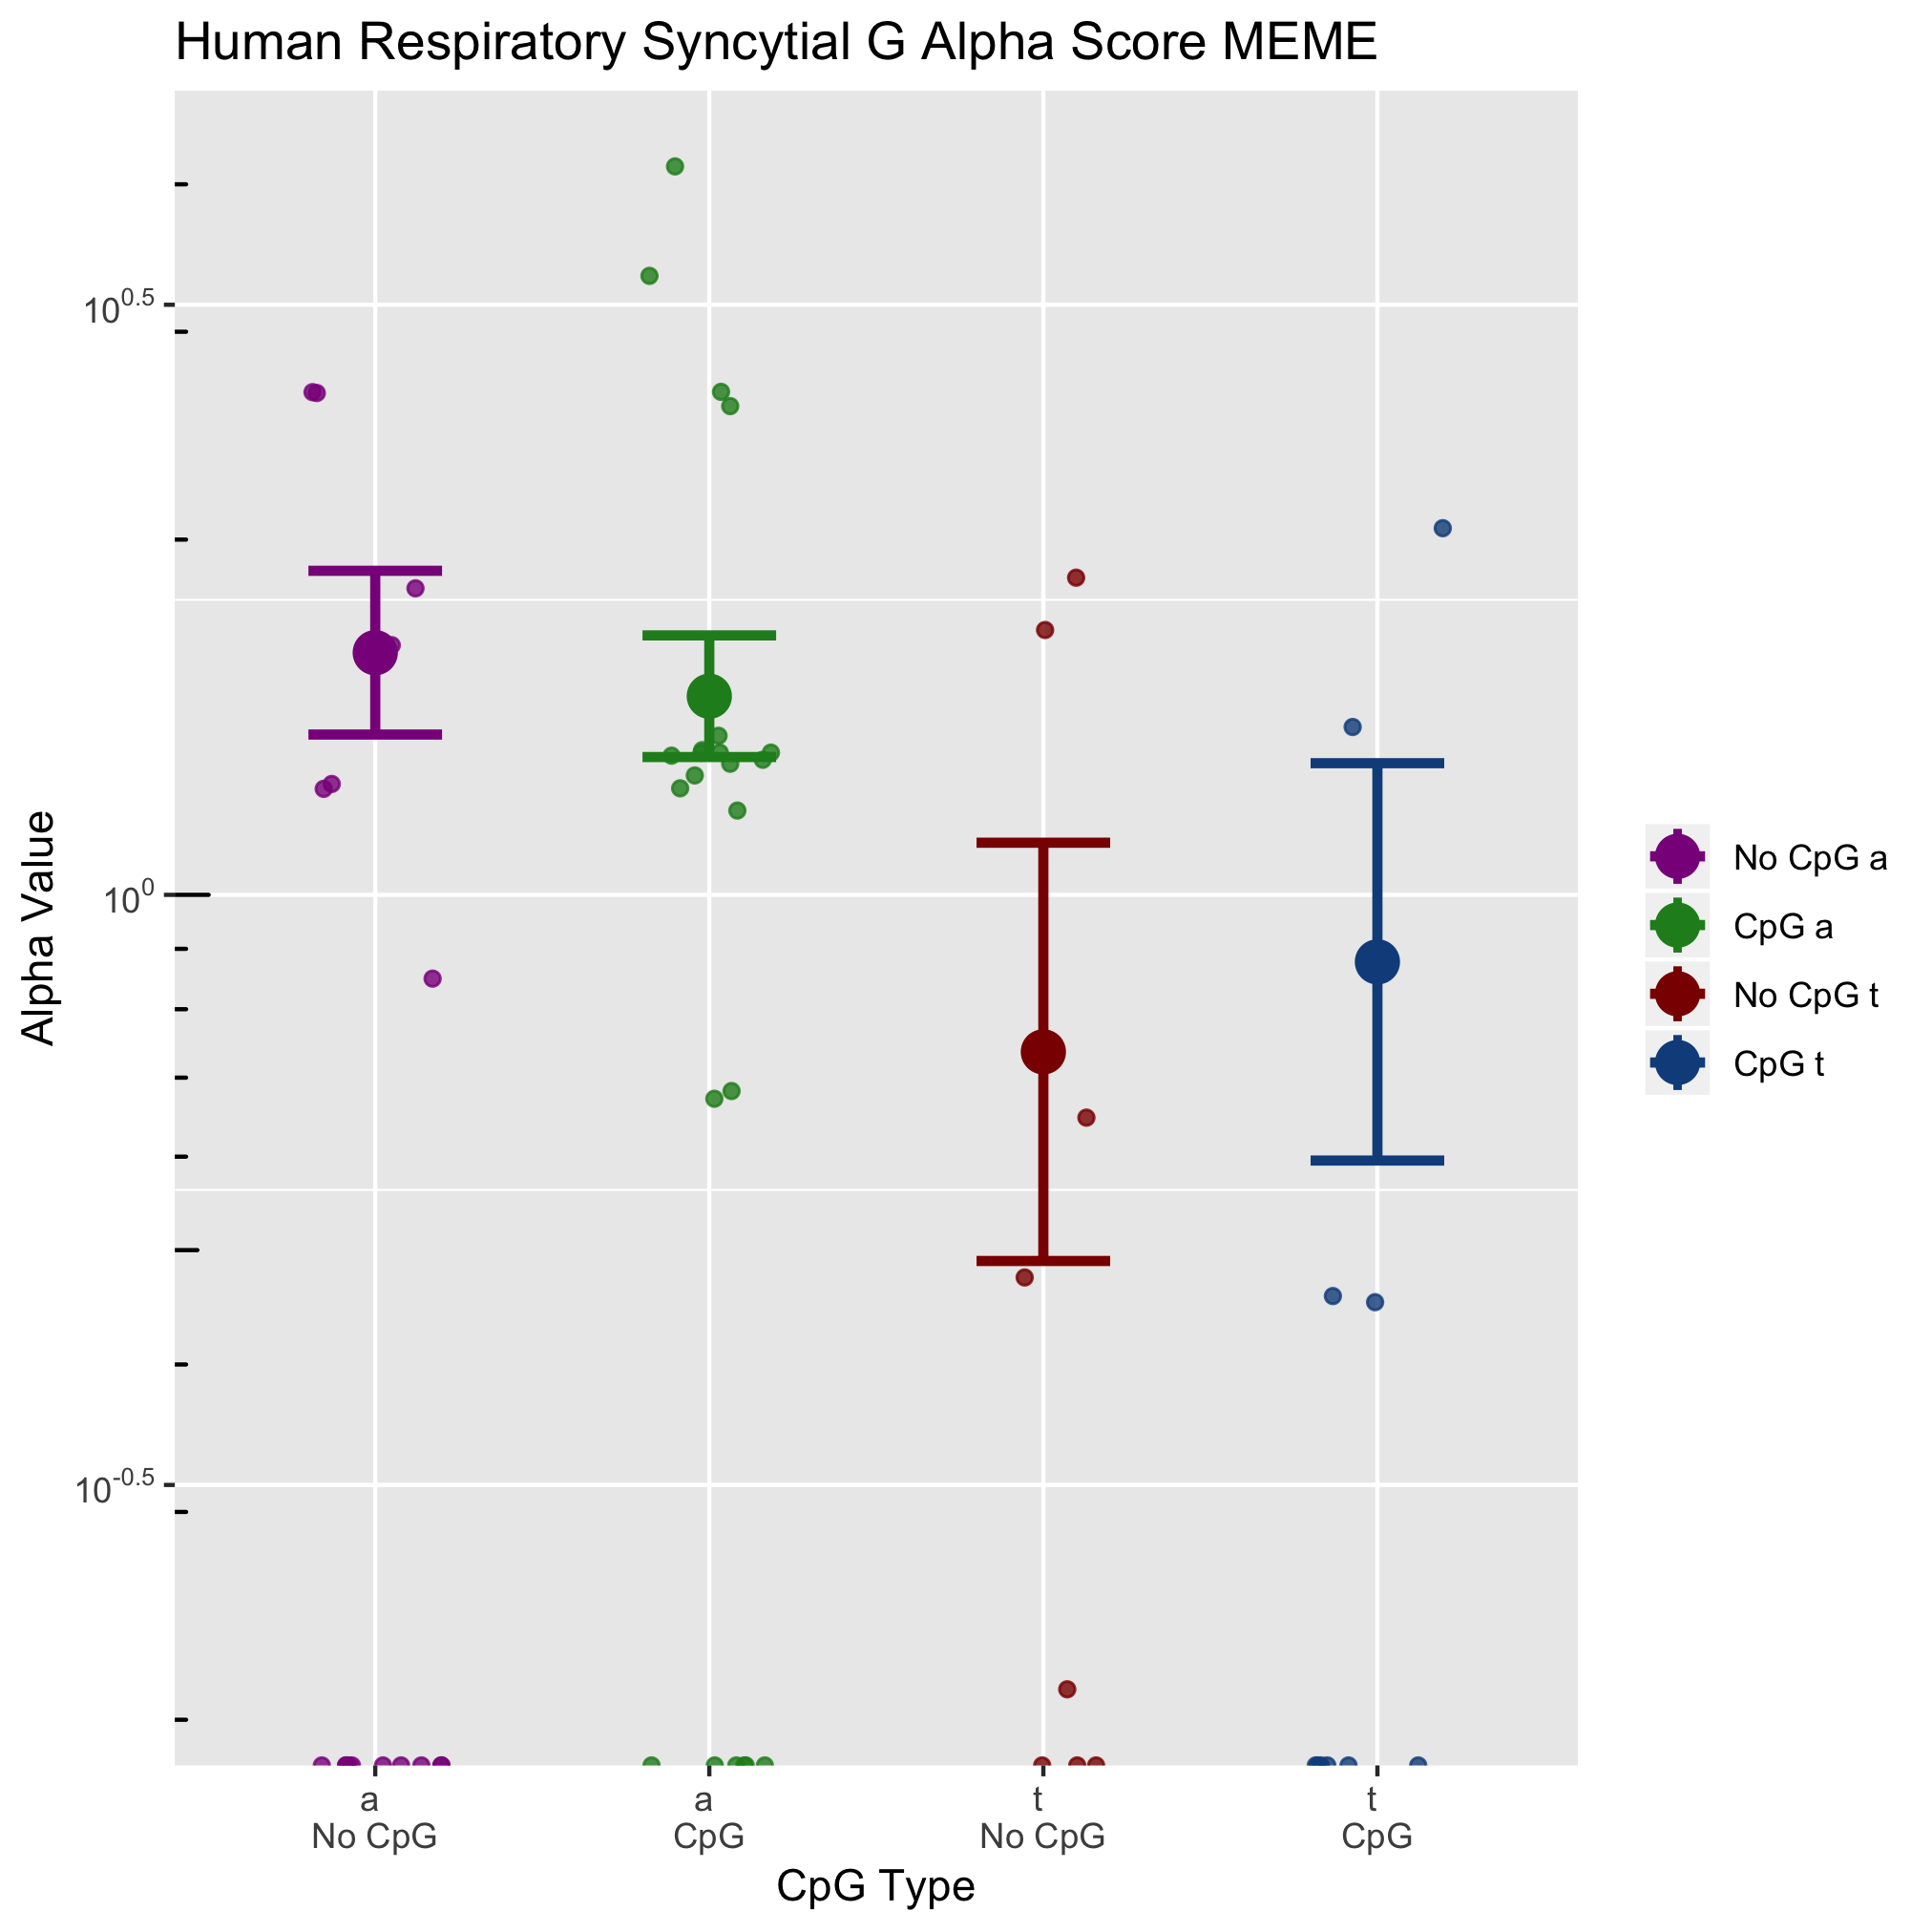 Human Respiratory Syncytial G Alpha Score MEME
Alpha Value
10^0.5
10^0
10^-0.5
a
No CpG
a
CpG
t
No CpG
t
CpG
CpG Type
No CpG a
CpG a
No CpG t
CpG t